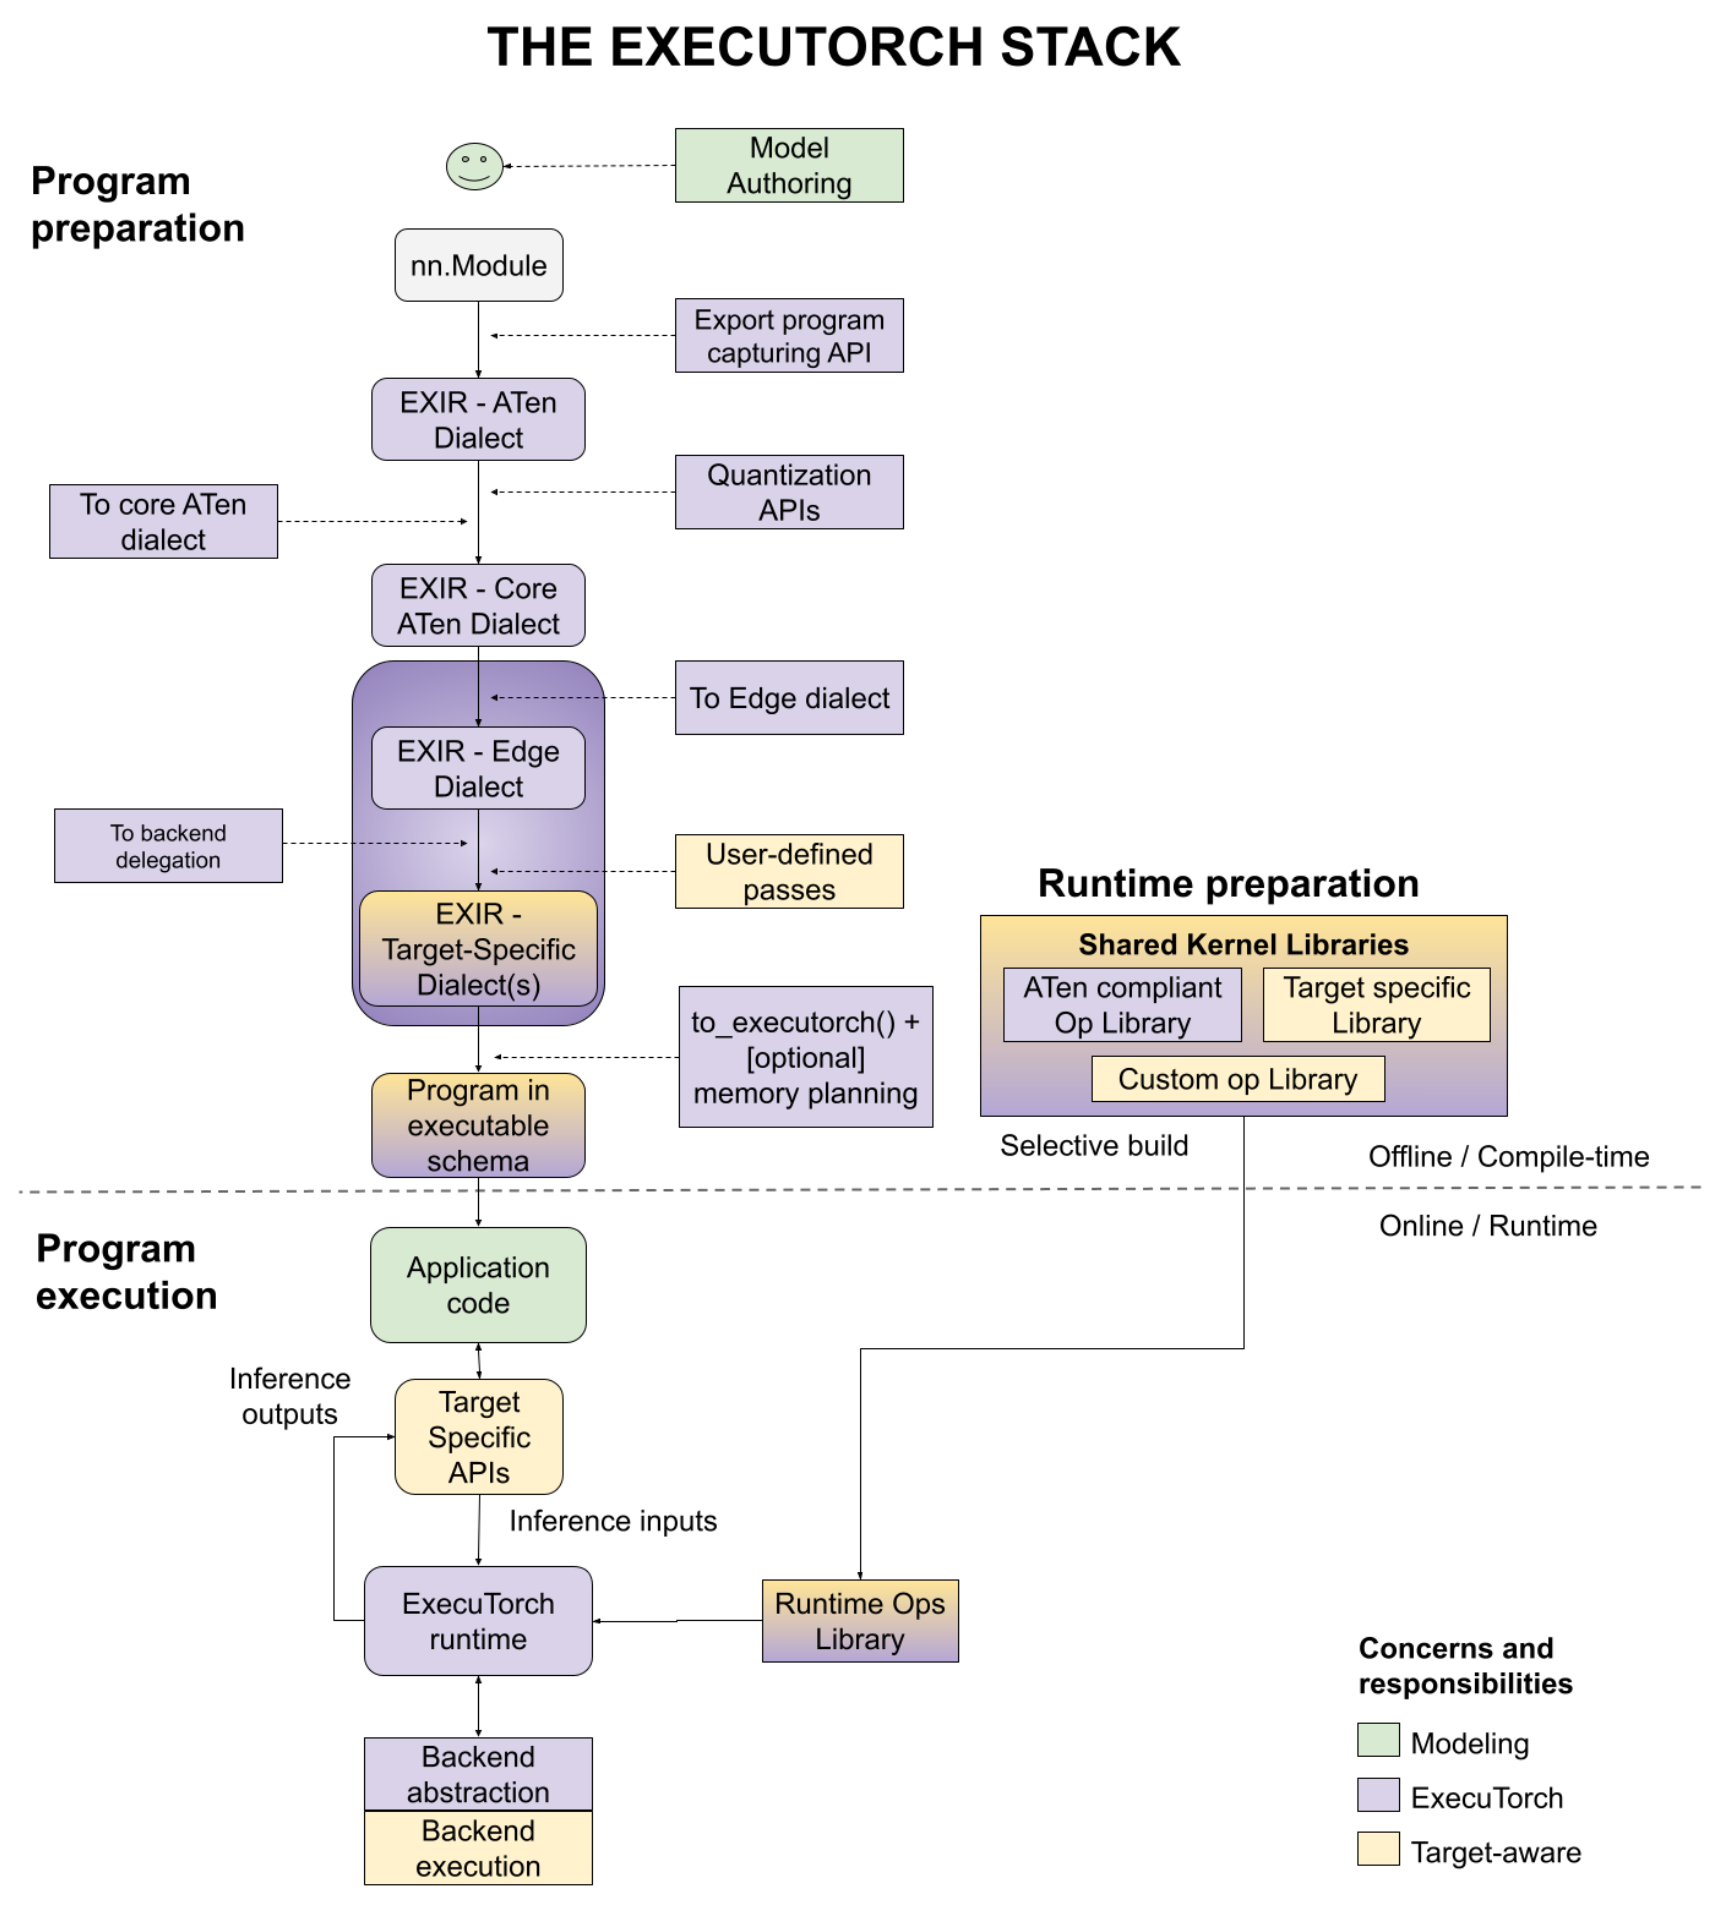 THE EXECUTORCH STACK
Program
preparation
Model
Authoring
nn.Module
Export program
capturing API
EXIR - ATen
Dialect
Quantization
APIs
To core ATen
dialect
EXIR - Core
ATen Dialect
To Edge dialect
EXIR - Edge
Dialect
To backend
delegation
User-defined
passes
EXIR -
Target-Specific
Dialect(s)
to_executorch() +
[optional]
memory planning
Program in
executable
schema
Runtime preparation
Shared Kernel Libraries
ATen compliant
Op Library
Target specific
Library
Custom op Library
Selective build
Offline / Compile-time
Online / Runtime
Program
execution
Application
code
Inference
outputs
Target
Specific
APIs
Inference inputs
ExecuTorch
runtime
Runtime Ops
Library
Backend
abstraction
Backend
execution
Concerns and
responsibilities
Modeling
ExecuTorch
Target-aware